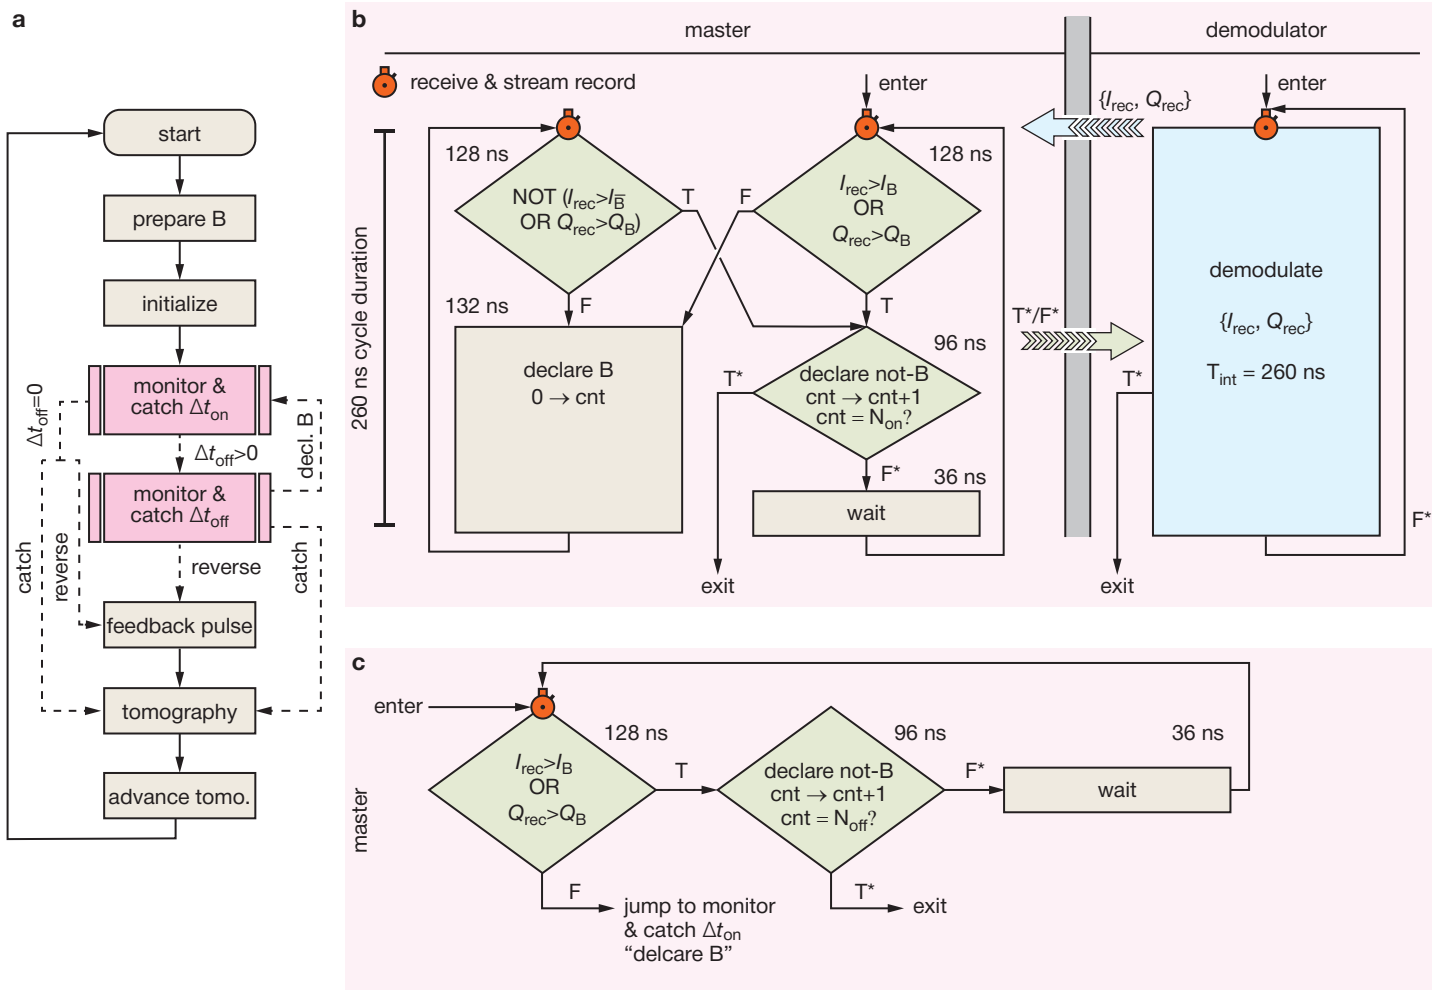 a
start
prepare B
initialize
monitor &
catch Δt_on
Δt_off=0
Δt_off>0
decl. B
monitor &
catch Δt_off
catch
reverse
reverse
catch
feedback pulse
tomography
advance tomo.
b
master
demodulator
receive & stream record
enter
{I_rec, Q_rec}
enter
260 ns cycle duration
128 ns
NOT (I_rec>I_B̅
OR Q_rec>Q_B)
T
F
128 ns
I_rec>I_B
OR
Q_rec>Q_B
F
T
132 ns
declare B
0 → cnt
96 ns
declare not-B
cnt → cnt+1
cnt = N_on?
T*
F*
36 ns
wait
exit
T*/F*
demodulate
{I_rec, Q_rec}
T_int = 260 ns
T*
F*
exit
c
master
enter
128 ns
I_rec>I_B
OR
Q_rec>Q_B
T
96 ns
declare not-B
cnt → cnt+1
cnt = N_off?
F*
36 ns
wait
F
jump to monitor
& catch Δt_on
“delcare B”
T*
exit